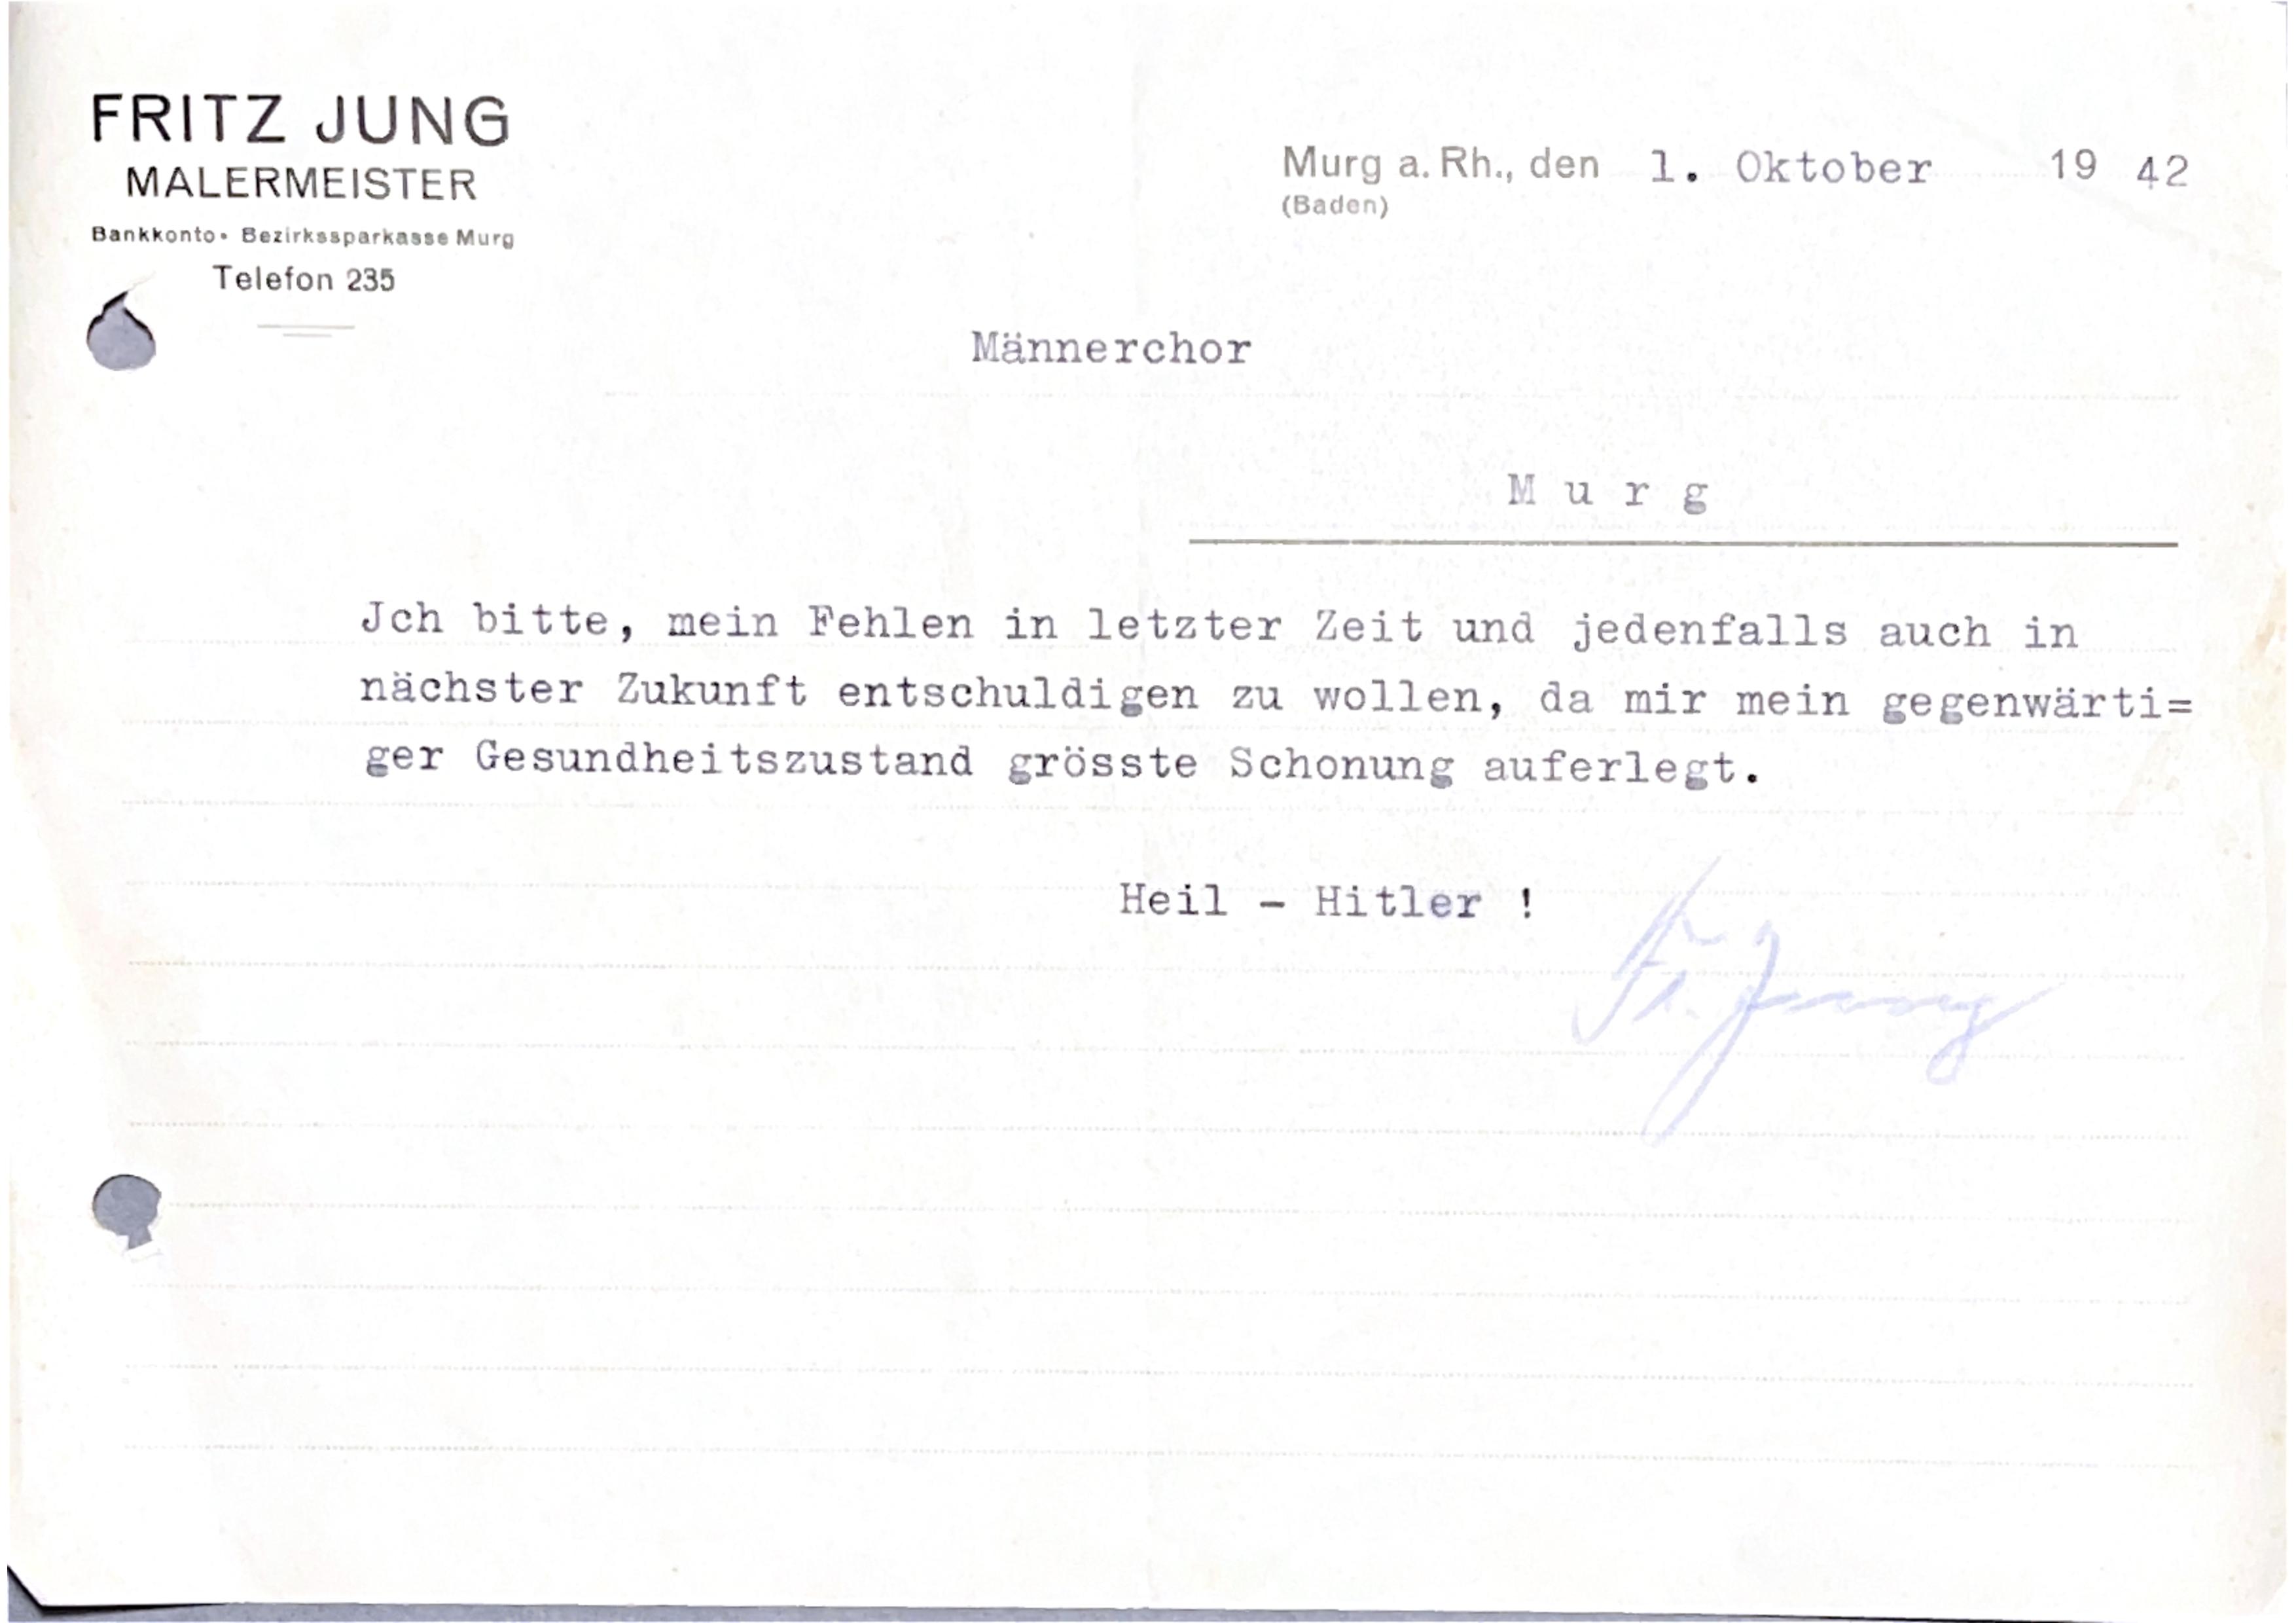 FRITZ JUNG
MALERMEISTER
Bankkonto • Bezirkssparkasse Murg
Telefon 235
Murg a. Rh., den 1. Oktober 19 42
(Baden)
Männerchor
M u r g
Jch bitte, mein Fehlen in letzter Zeit und jedenfalls auch in
nächster Zukunft entschuldigen zu wollen, da mir mein gegenwärti=
ger Gesundheitszustand grösste Schonung auferlegt.
Heil - Hitler !
Fr. Jung